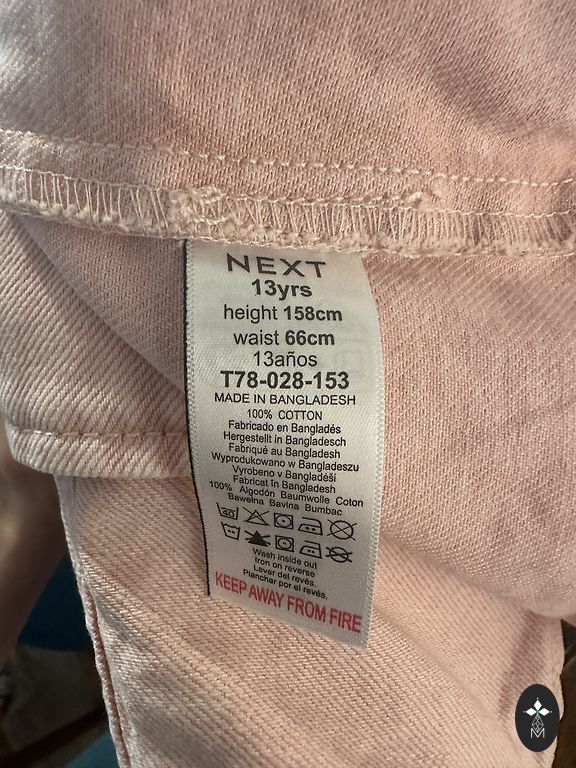 NEXT
13yrs
height 158cm
waist 66cm
13años
T78-028-153
MADE IN BANGLADESH
100% COTTON
Fabricado en Bangladés
Hergestellt in Bangladesch
Fabriqué au Bangladesh
Wyprodukowano w Bangladeszu
Vyrobeno v Bangladéši
Fabricat în Bangladesh
100% Algodón Baumwolle Coton
Bawełna Bavlna Bumbac
40
Wash inside out
Iron on reverse
Lavar del revés.
Planchar por el revés.
KEEP AWAY FROM FIRE
M